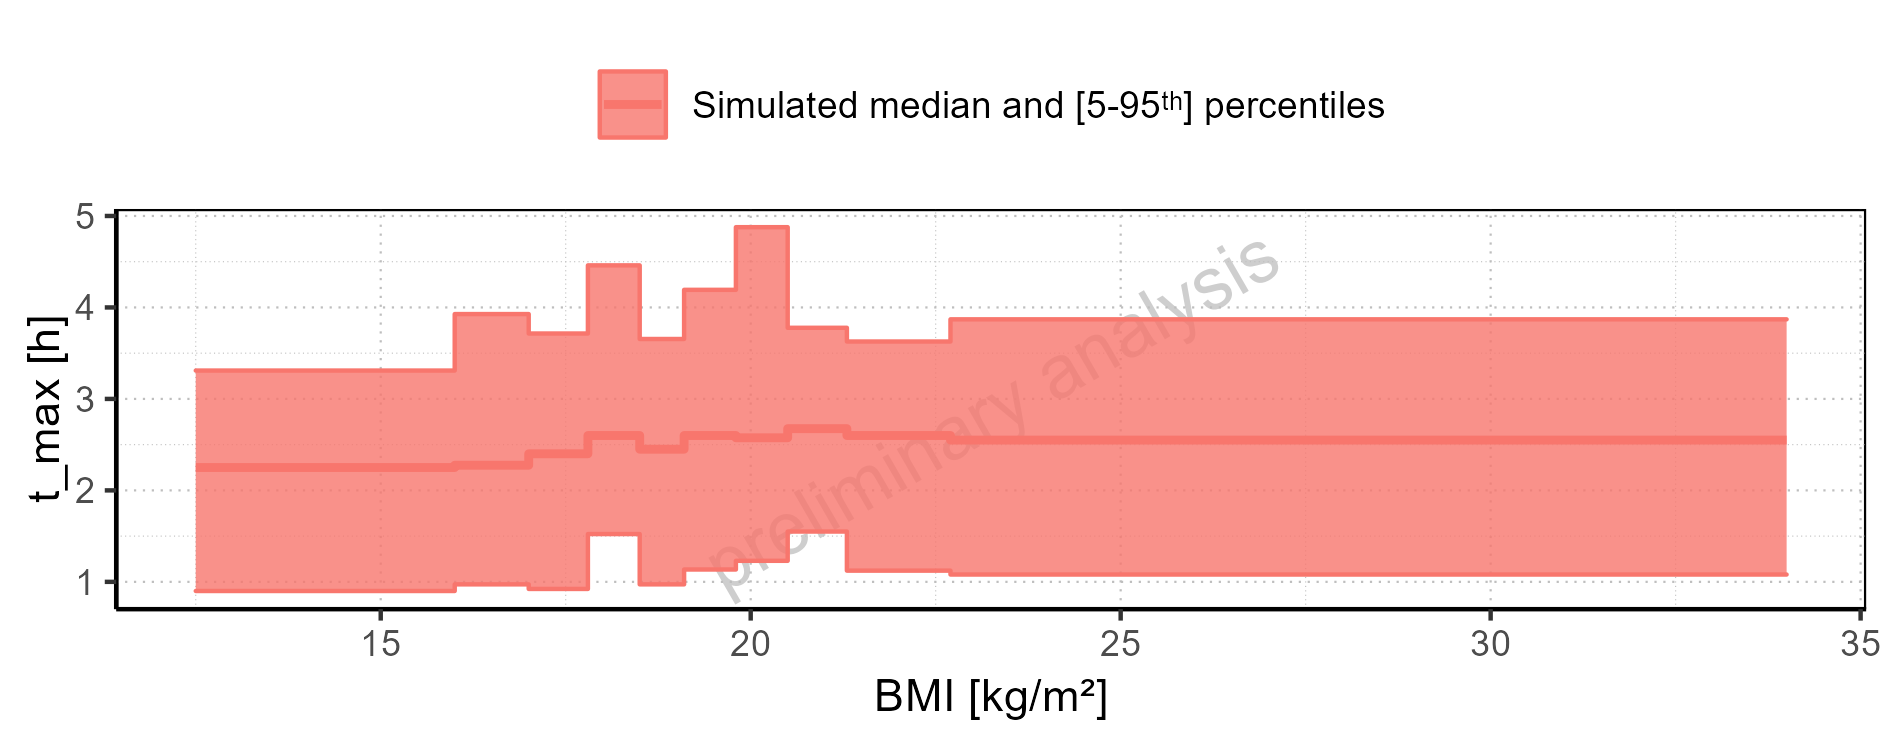 Simulated median and [5-95th] percentiles
5
4
3
2
1
t_max [h]
preliminary analysis
15 20 25 30 35
BMI [kg/m²]